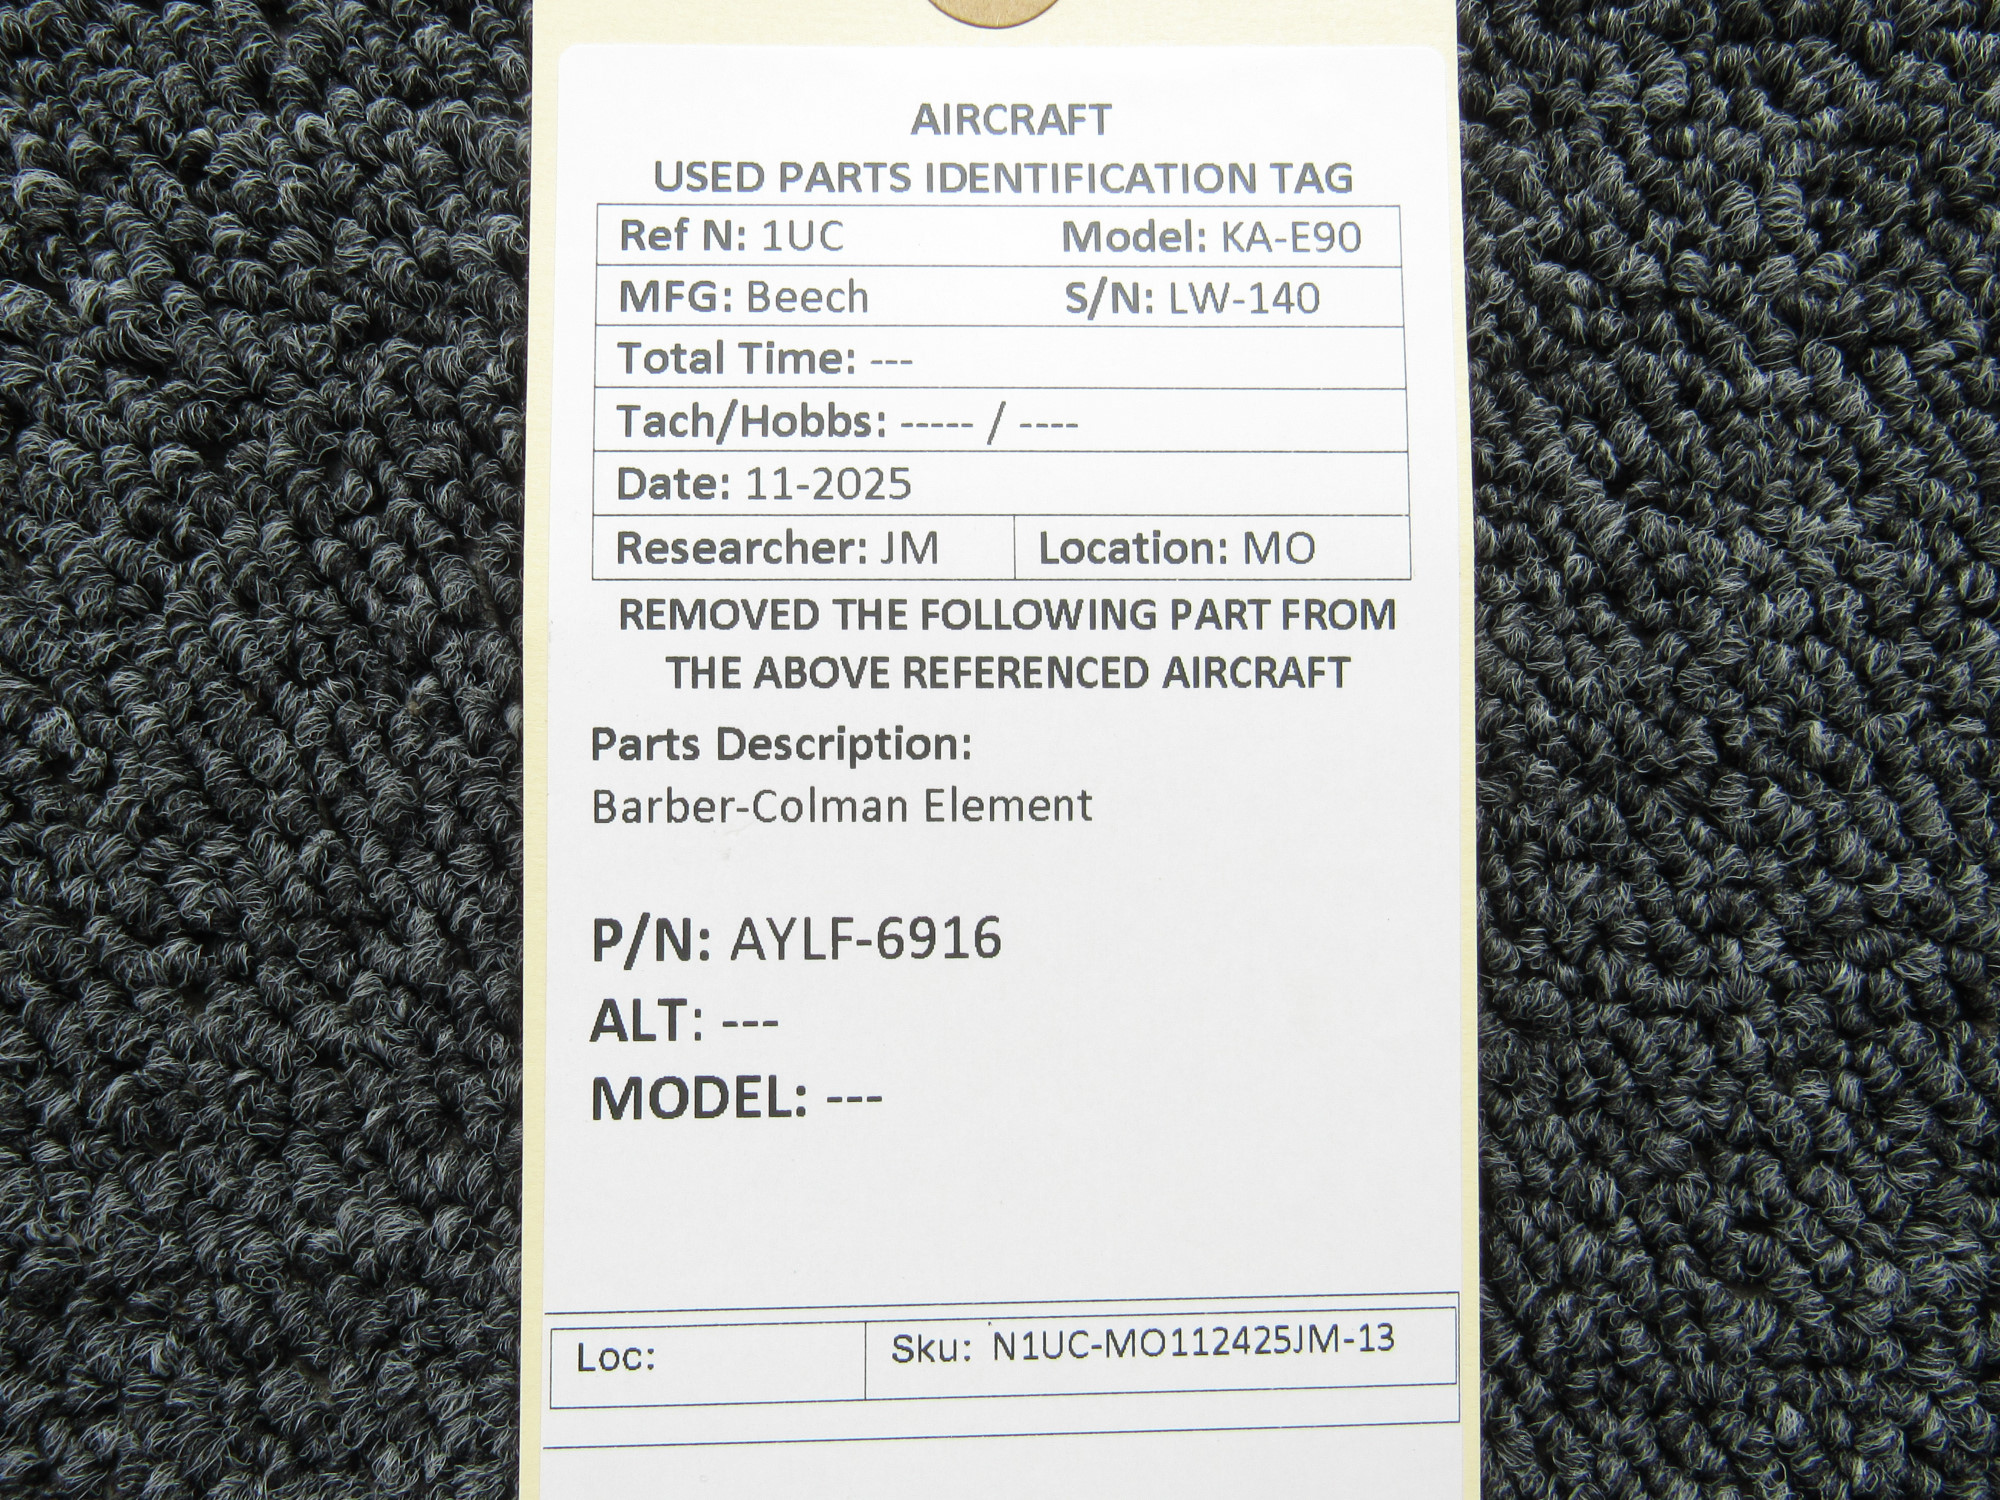 AIRCRAFT
USED PARTS IDENTIFICATION TAG
Ref N: 1UC Model: KA-E90
MFG: Beech S/N: LW-140
Total Time: ---
Tach/Hobbs: ----- / ----
Date: 11-2025
Researcher: JM Location: MO
REMOVED THE FOLLOWING PART FROM
THE ABOVE REFERENCED AIRCRAFT
Parts Description:
Barber-Colman Element
P/N: AYLF-6916
ALT: ---
MODEL: ---
Loc: Sku: N1UC-MO112425JM-13